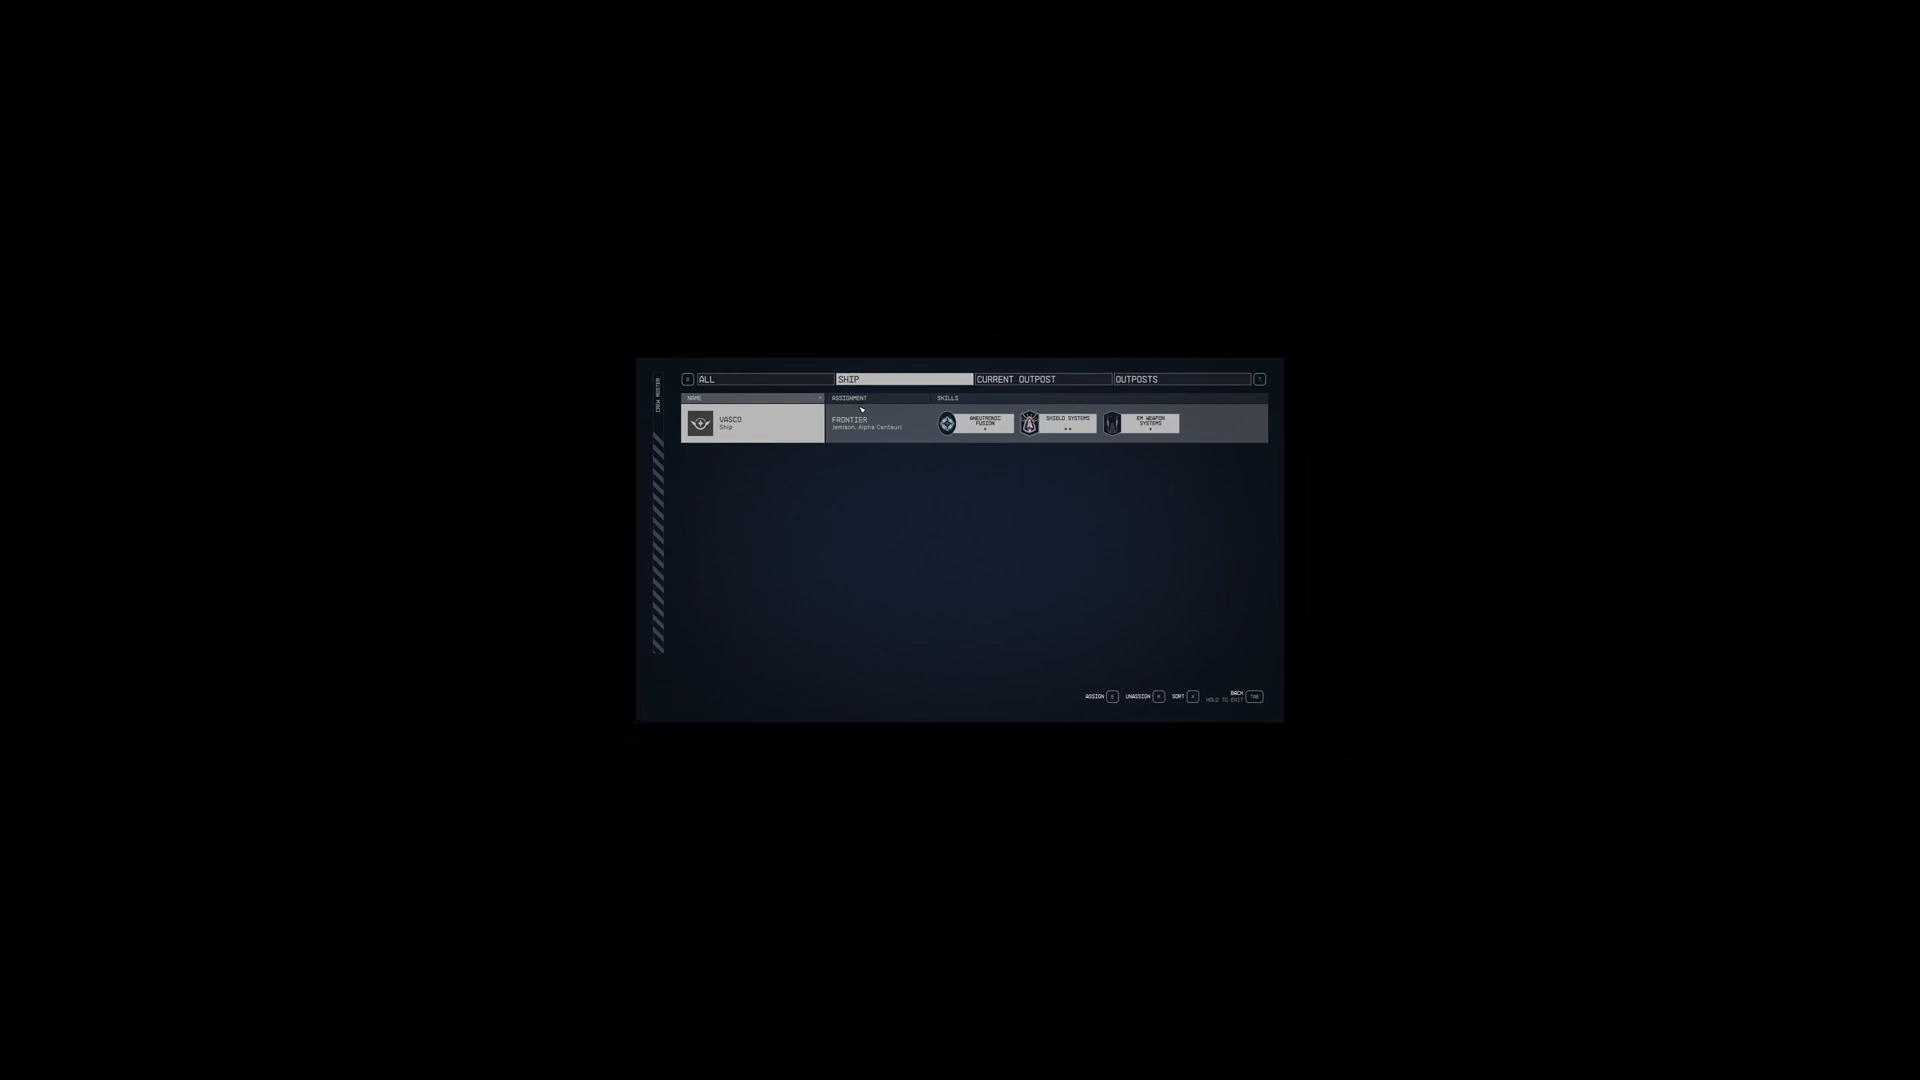 CREW ROSTER
ALL SHIP CURRENT OUTPOST OUTPOSTS
NAME ASSIGNMENT SKILLS
VASCO
Ship
FRONTIER
Jemison, Alpha Centauri
ANEUTRONIC
FUSION
SHIELD SYSTEMS
EM WEAPON
SYSTEMS
ASSIGN UNASSIGN SORT BACK
HOLD TO EXIT TAB